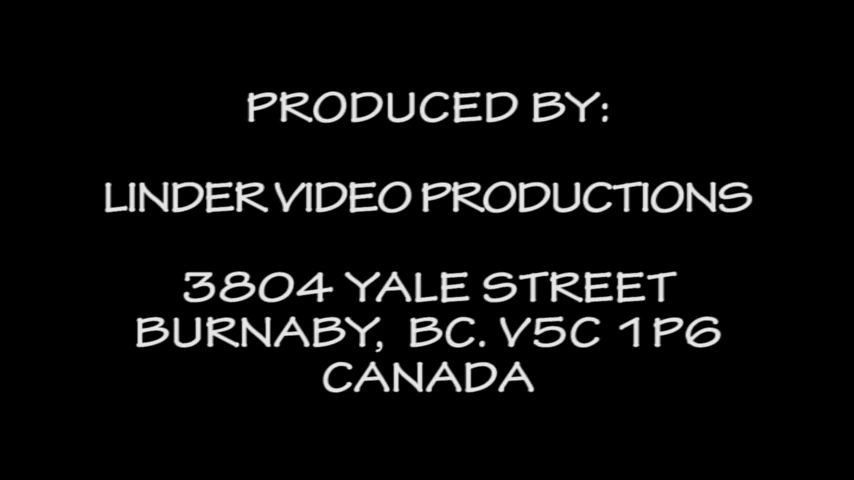 PRODUCED BY:
LINDER VIDEO PRODUCTIONS
3804 YALE STREET
BURNABY, BC. V5C 1P6
CANADA